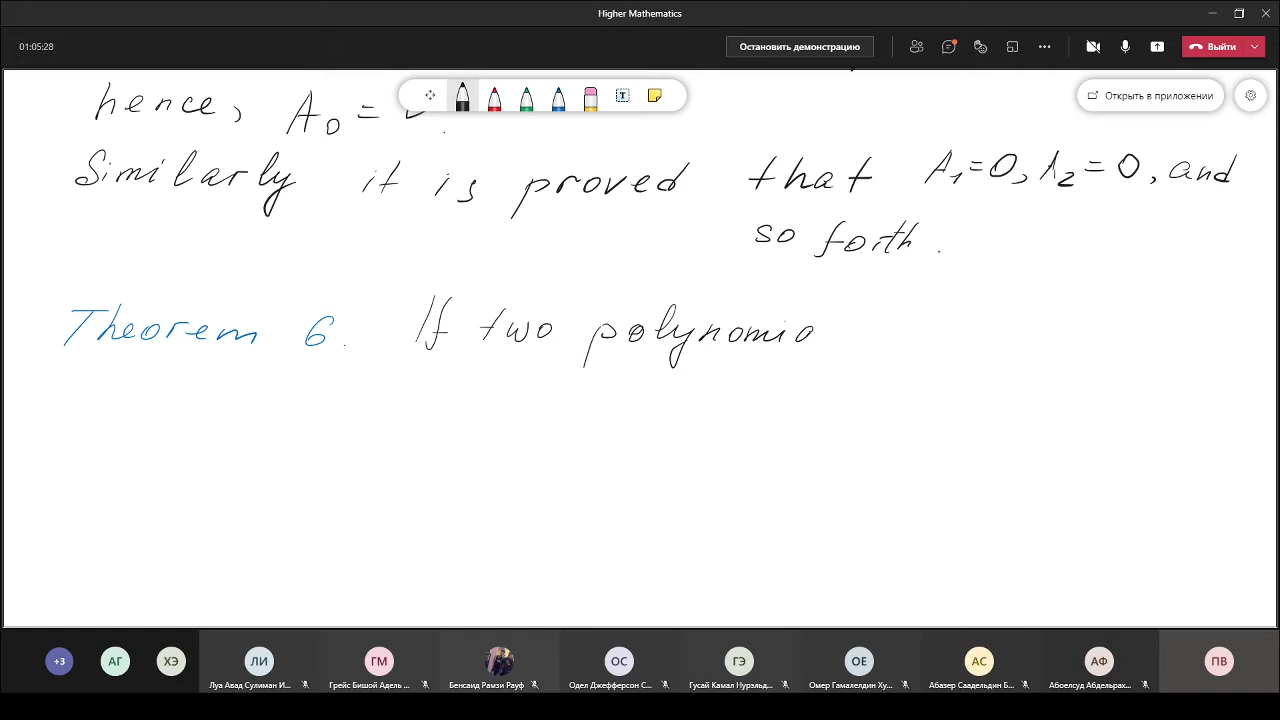 Higher Mathematics
01:05:28
Остановить демонстрацию
Выйти
hence, A₀ =
Открыть в приложении
Similarly it is proved that A₁=0, A₂=0, and
so forth.
Theorem 6. If two polynomia
+3
АГ
ХЭ
ЛИ
ГМ
ОС
ГЭ
ОЕ
АС
АФ
ПВ
Луа Авад Сулиман И...
Грейс Бишой Адель ...
Бенсаид Рамзи Рауф
Одел Джефферсон С...
Гусай Камал Нурэльд...
Омер Гамалелдин Ху...
Абазер Саадельдин Б...
Абоелсуд Абдельрах...